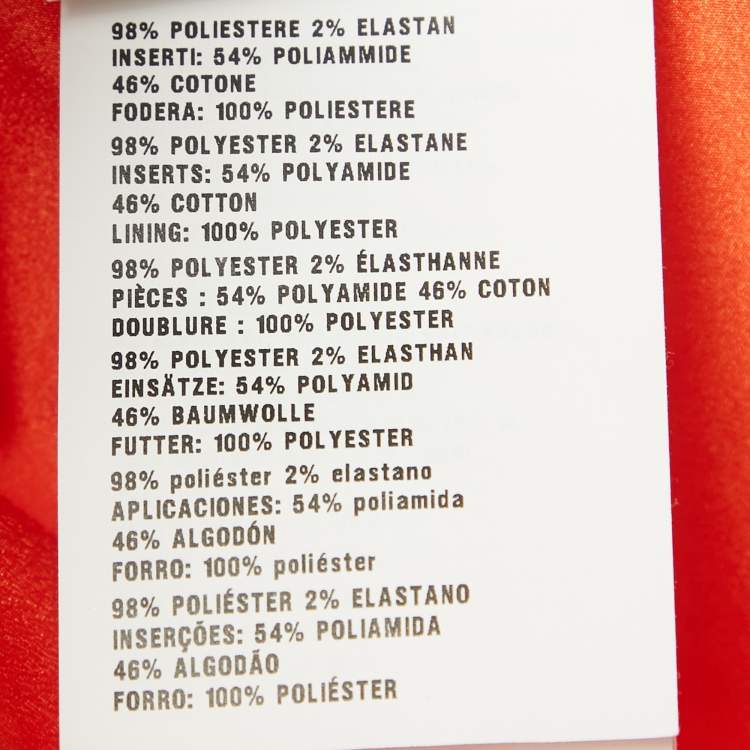 98% POLIESTERE 2% ELASTAN
INSERTI: 54% POLIAMMIDE
46% COTONE
FODERA: 100% POLIESTERE
98% POLYESTER 2% ELASTANE
INSERTS: 54% POLYAMIDE
46% COTTON
LINING: 100% POLYESTER
98% POLYESTER 2% ÉLASTHANNE
PIÈCES : 54% POLYAMIDE 46% COTON
DOUBLURE : 100% POLYESTER
98% POLYESTER 2% ELASTHAN
EINSÄTZE: 54% POLYAMID
46% BAUMWOLLE
FUTTER: 100% POLYESTER
98% poliéster 2% elastano
APLICACIONES: 54% poliamida
46% ALGODÓN
FORRO: 100% poliéster
98% POLIÉSTER 2% ELASTANO
INSERÇÕES: 54% POLIAMIDA
46% ALGODÃO
FORRO: 100% POLIÉSTER